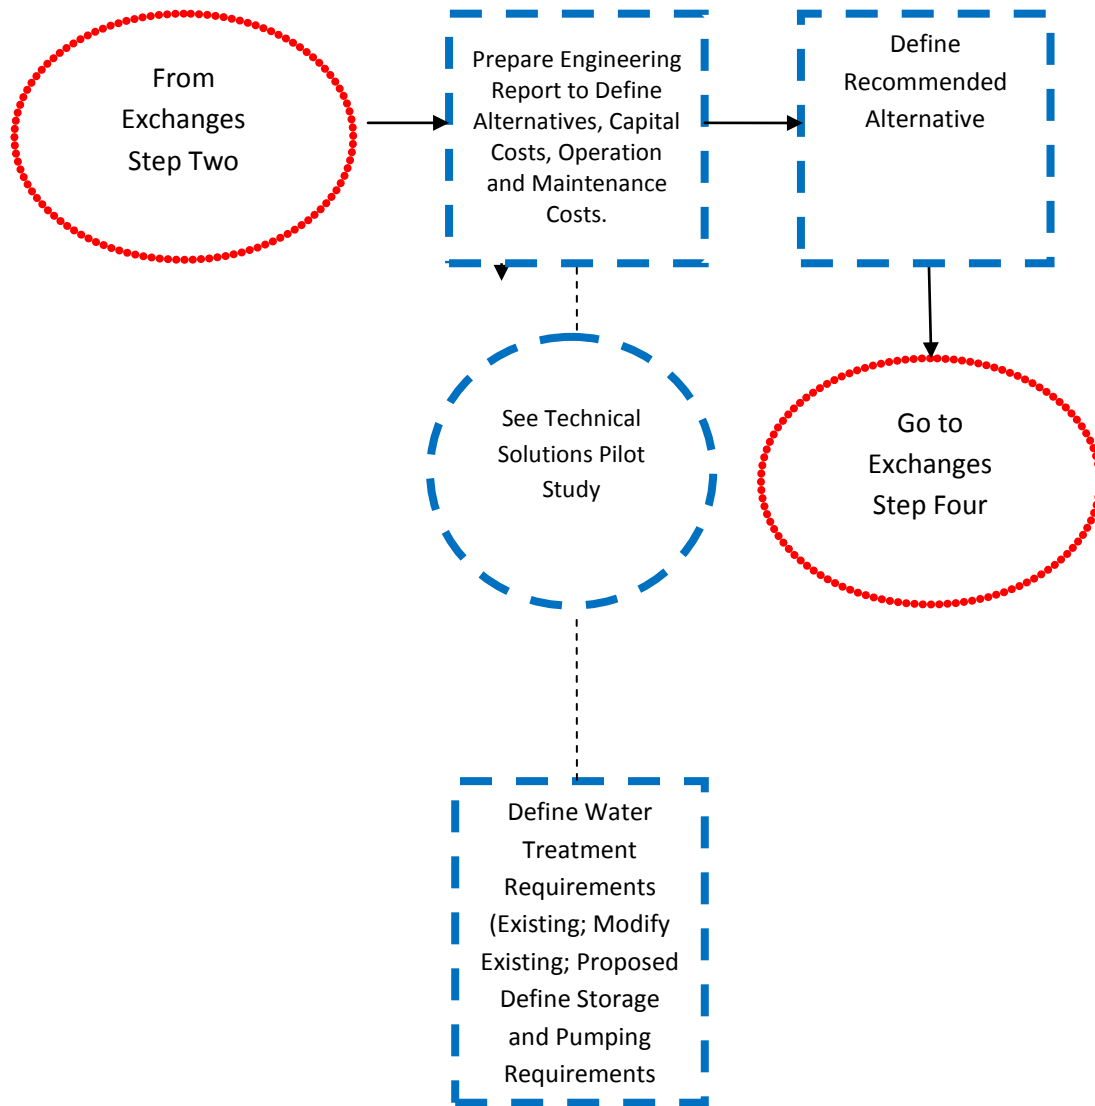 From
Exchanges
Step Two
Prepare Engineering
Report to Define
Alternatives, Capital
Costs, Operation
and Maintenance
Costs.
Define
Recommended
Alternative
See Technical
Solutions Pilot
Study
Go to
Exchanges
Step Four
Define Water
Treatment
Requirements
(Existing; Modify
Existing; Proposed
Define Storage
and Pumping
Requirements